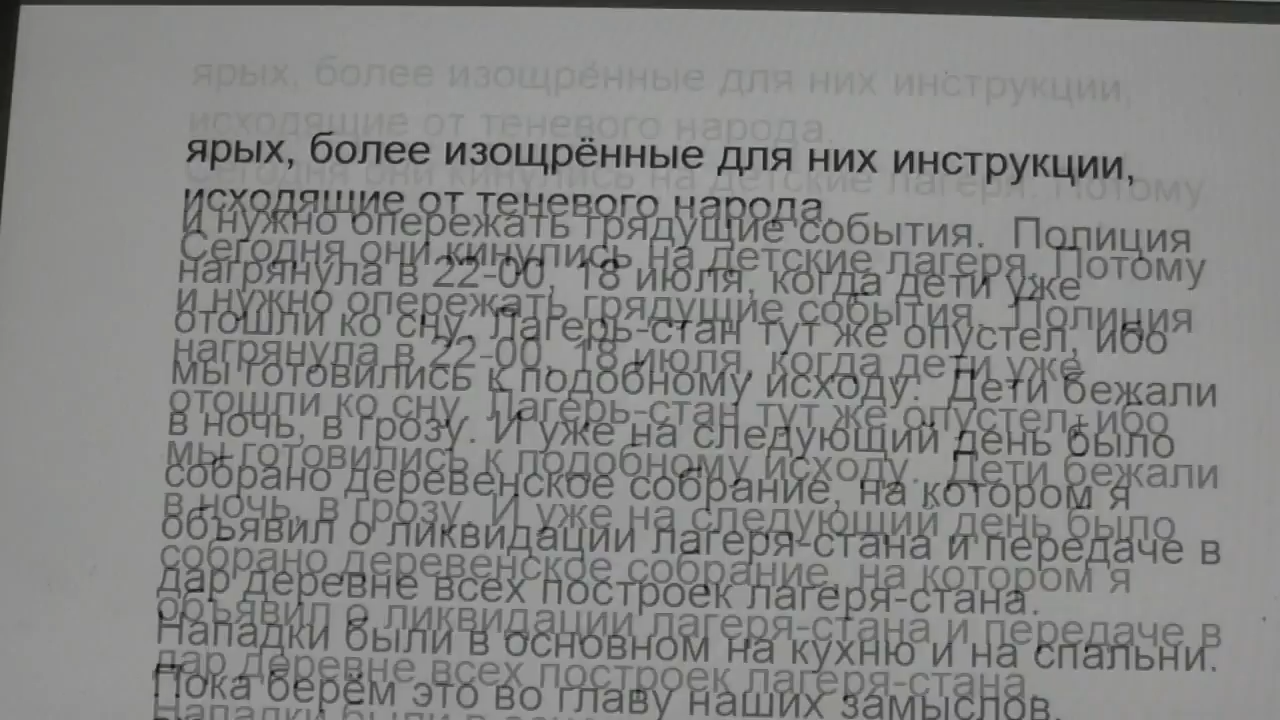 ярых, более изощрённые для них инструкции,
исходящие от теневого народа.
Сегодня они кинулись на детские лагеря. Потому
и нужно опережать грядущие события. Полиция
нагрянула в 22-00, 18 июля, когда дети уже
отошли ко сну. Лагерь-стан тут же опустел, ибо
мы готовились к подобному исходу. Дети бежали
в ночь, в грозу. И уже на следующий день было
собрано деревенское собрание, на котором я
объявил о ликвидации лагеря-стана и передаче в
дар деревне всех построек лагеря-стана.
Нападки были в основном на кухню и на спальни.
Пока берём это во главу наших замыслов.